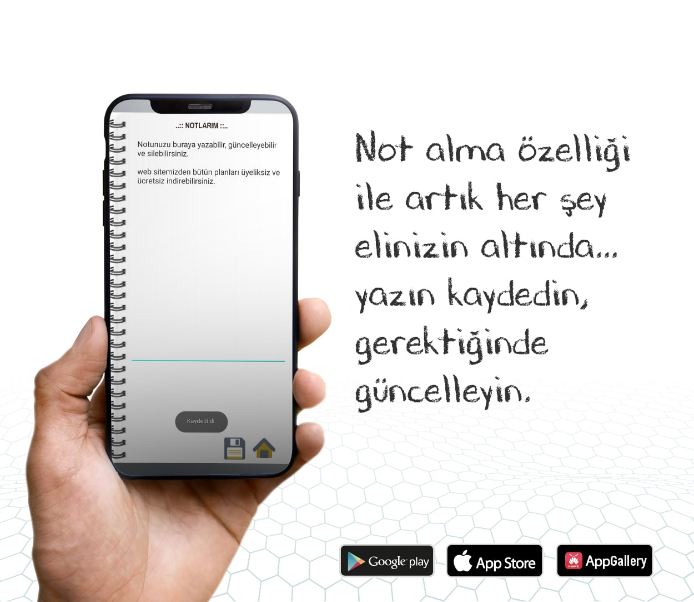 ..:: NOTLARIM ::..
Notunuzu buraya yazabilir, güncelleyebilir
ve silebilirsiniz.
web sitemizden bütün planları üyeliksiz ve
ücretsiz indirebilirsiniz.
Kaydedildi
Not alma özelliği
ile artık her şey
elinizin altında...
yazın kaydedin,
gerektiğinde
güncelleyin.
Google play
App Store
AppGallery